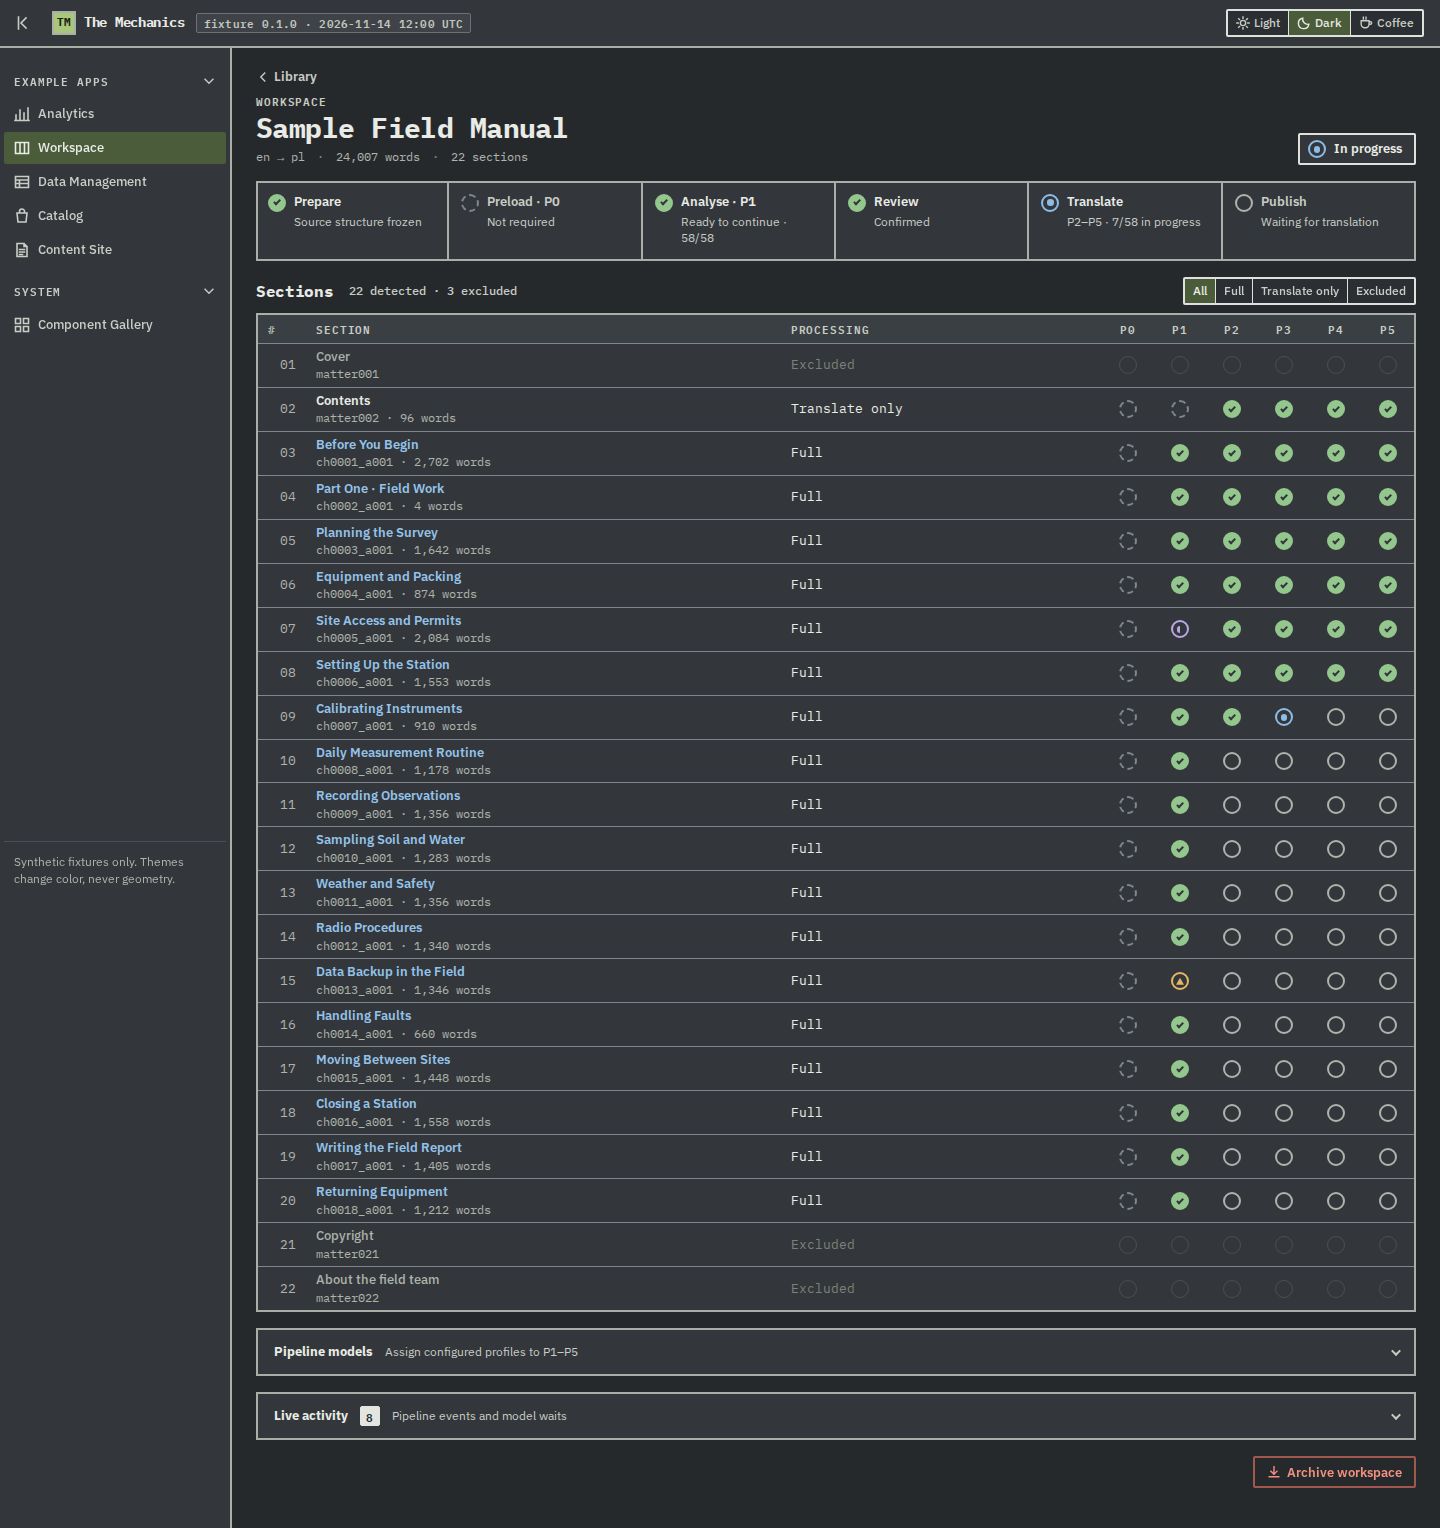 TM The Mechanics fixture 0.1.0 · 2026-11-14 12:00 UTC Light Dark Coffee
EXAMPLE APPS
Analytics
Workspace
Data Management
Catalog
Content Site
SYSTEM
Component Gallery
Synthetic fixtures only. Themes
change color, never geometry.
Library
WORKSPACE
Sample Field Manual
en → pl · 24,007 words · 22 sections
In progress
Prepare
Source structure frozen
Preload · P0
Not required
Analyse · P1
Ready to continue ·
58/58
Review
Confirmed
Translate
P2–P5 · 7/58 in progress
Publish
Waiting for translation
Sections 22 detected · 3 excluded All Full Translate only Excluded
# SECTION PROCESSING P0 P1 P2 P3 P4 P5
01 Cover Excluded
matter001
02 Contents Translate only
matter002 · 96 words
03 Before You Begin Full
ch0001_a001 · 2,702 words
04 Part One · Field Work Full
ch0002_a001 · 4 words
05 Planning the Survey Full
ch0003_a001 · 1,642 words
06 Equipment and Packing Full
ch0004_a001 · 874 words
07 Site Access and Permits Full
ch0005_a001 · 2,084 words
08 Setting Up the Station Full
ch0006_a001 · 1,553 words
09 Calibrating Instruments Full
ch0007_a001 · 910 words
10 Daily Measurement Routine Full
ch0008_a001 · 1,178 words
11 Recording Observations Full
ch0009_a001 · 1,356 words
12 Sampling Soil and Water Full
ch0010_a001 · 1,283 words
13 Weather and Safety Full
ch0011_a001 · 1,356 words
14 Radio Procedures Full
ch0012_a001 · 1,340 words
15 Data Backup in the Field Full
ch0013_a001 · 1,346 words
16 Handling Faults Full
ch0014_a001 · 660 words
17 Moving Between Sites Full
ch0015_a001 · 1,448 words
18 Closing a Station Full
ch0016_a001 · 1,558 words
19 Writing the Field Report Full
ch0017_a001 · 1,405 words
20 Returning Equipment Full
ch0018_a001 · 1,212 words
21 Copyright Excluded
matter021
22 About the field team Excluded
matter022
Pipeline models Assign configured profiles to P1–P5
Live activity 8 Pipeline events and model waits
Archive workspace